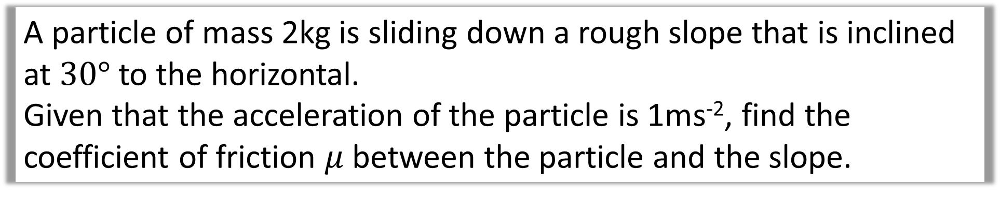 A particle of mass 2kg is sliding down a rough slope that is inclined
at 30° to the horizontal.
Given that the acceleration of the particle is 1ms⁻², find the
coefficient of friction 𝜇 between the particle and the slope.